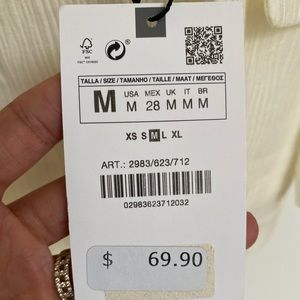 FSC
TALLA / SIZE / TAMANHO / TAILLE / MAAT / ΜΕΓΕΘΟΣ
M
USA MEX UK IT BR
M 28 M M M
XS S M L XL
ART.: 2983/623/712
02983623712032
$ 69.90